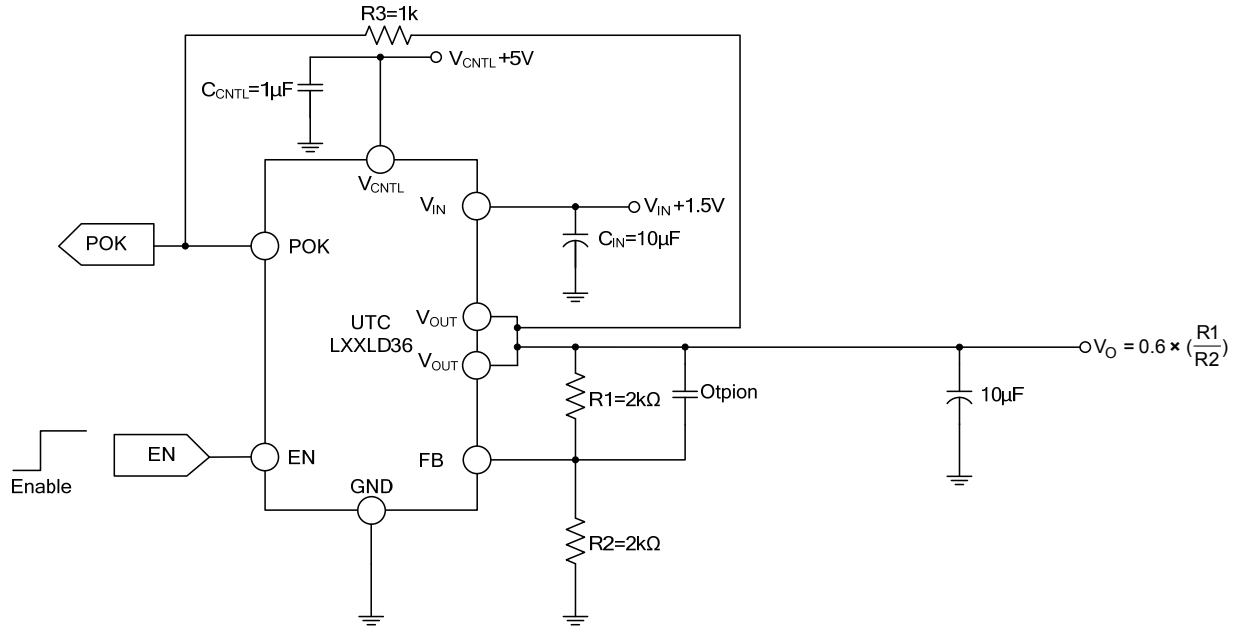 R3=1k
VCNTL+5V
CCNTL=1μF
VCNTL
VIN
VIN+1.5V
CIN=10μF
POK
POK
VOUT
UTC
LXXLD36
VOUT
VO = 0.6 × (R1/R2)
R1=2kΩ
Otpion
10μF
EN
EN
FB
Enable
GND
R2=2kΩ